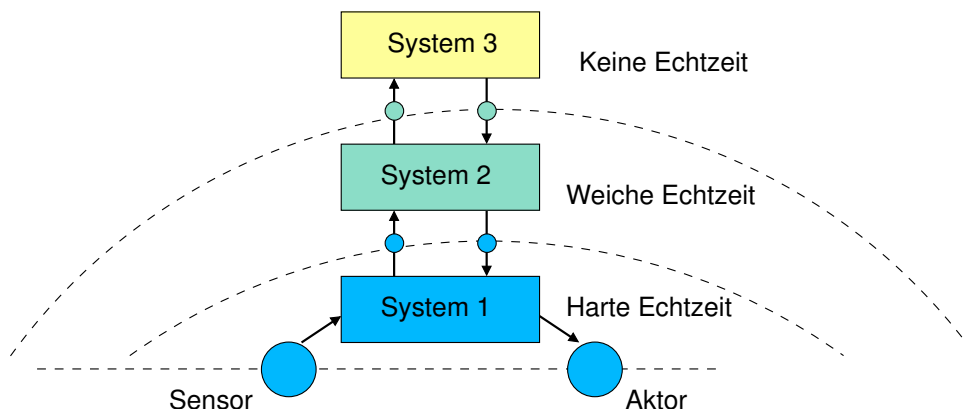 System 3
Keine Echtzeit
System 2
Weiche Echtzeit
System 1
Harte Echtzeit
Sensor
Aktor